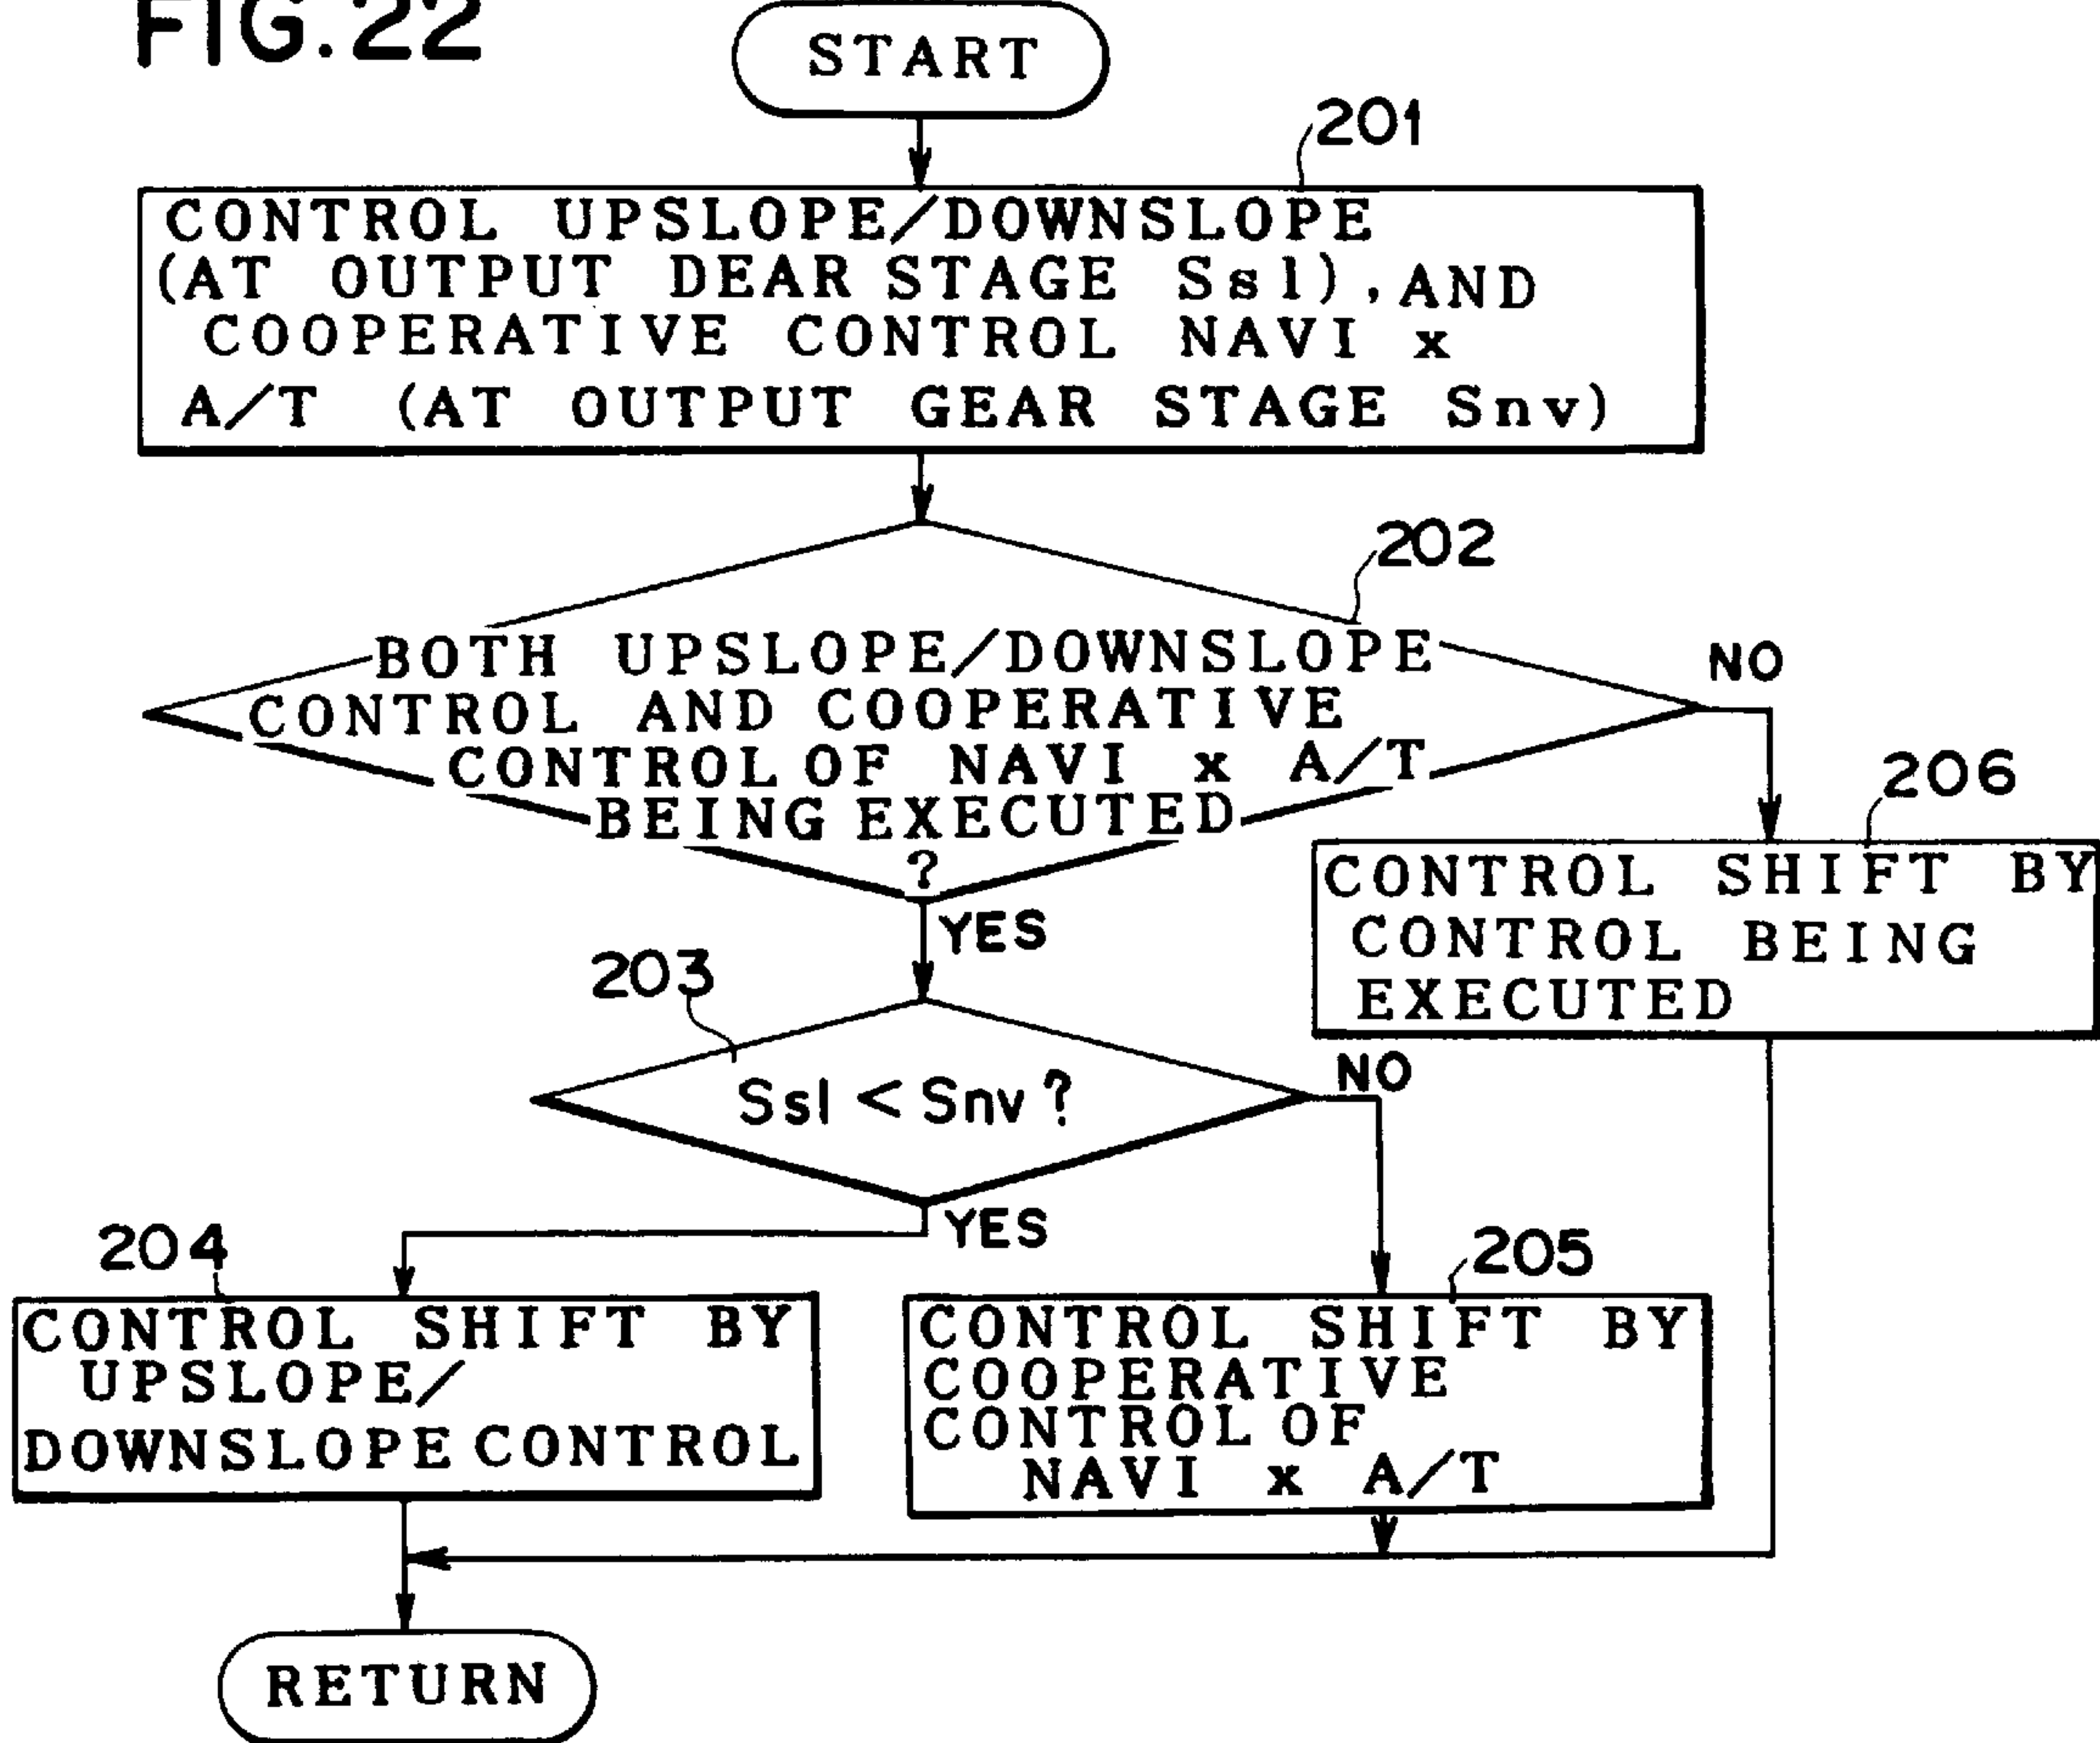 FIG.22
START
201
CONTROL UPSLOPE/DOWNSLOPE
(AT OUTPUT DEAR STAGE Ssl), AND
COOPERATIVE CONTROL NAVI x
A/T (AT OUTPUT GEAR STAGE Snv)
202
BOTH UPSLOPE/DOWNSLOPE
CONTROL AND COOPERATIVE
CONTROL OF NAVI x A/T
BEING EXECUTED
?
NO
YES
206
CONTROL SHIFT BY
CONTROL BEING
EXECUTED
203
Ssl < Snv ?
NO
YES
204
CONTROL SHIFT BY
UPSLOPE/
DOWNSLOPE CONTROL
205
CONTROL SHIFT BY
COOPERATIVE
CONTROL OF
NAVI x A/T
RETURN